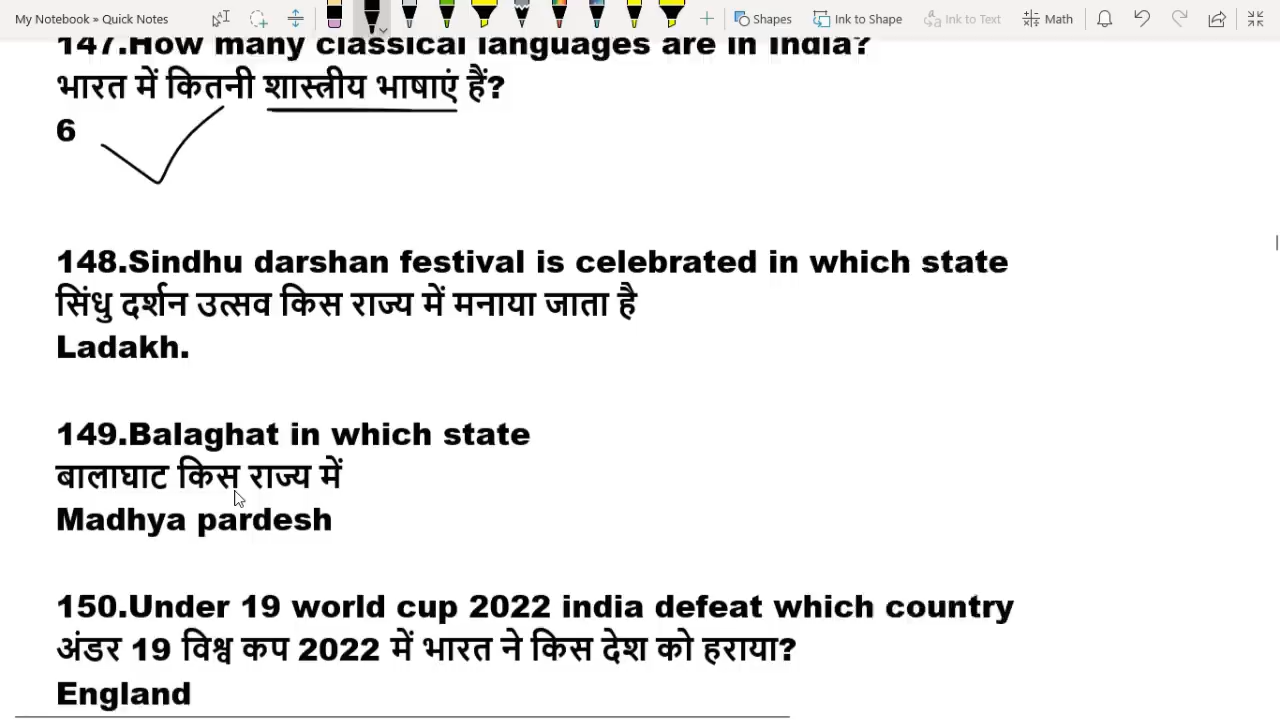 My Notebook » Quick Notes
Shapes
Ink to Shape
Ink to Text
Math
147.How many classical languages are in India?
भारत में कितनी शास्त्रीय भाषाएं हैं?
6
148.Sindhu darshan festival is celebrated in which state
सिंधु दर्शन उत्सव किस राज्य में मनाया जाता है
Ladakh.
149.Balaghat in which state
बालाघाट किस राज्य में
Madhya pardesh
150.Under 19 world cup 2022 india defeat which country
अंडर 19 विश्व कप 2022 में भारत ने किस देश को हराया?
England